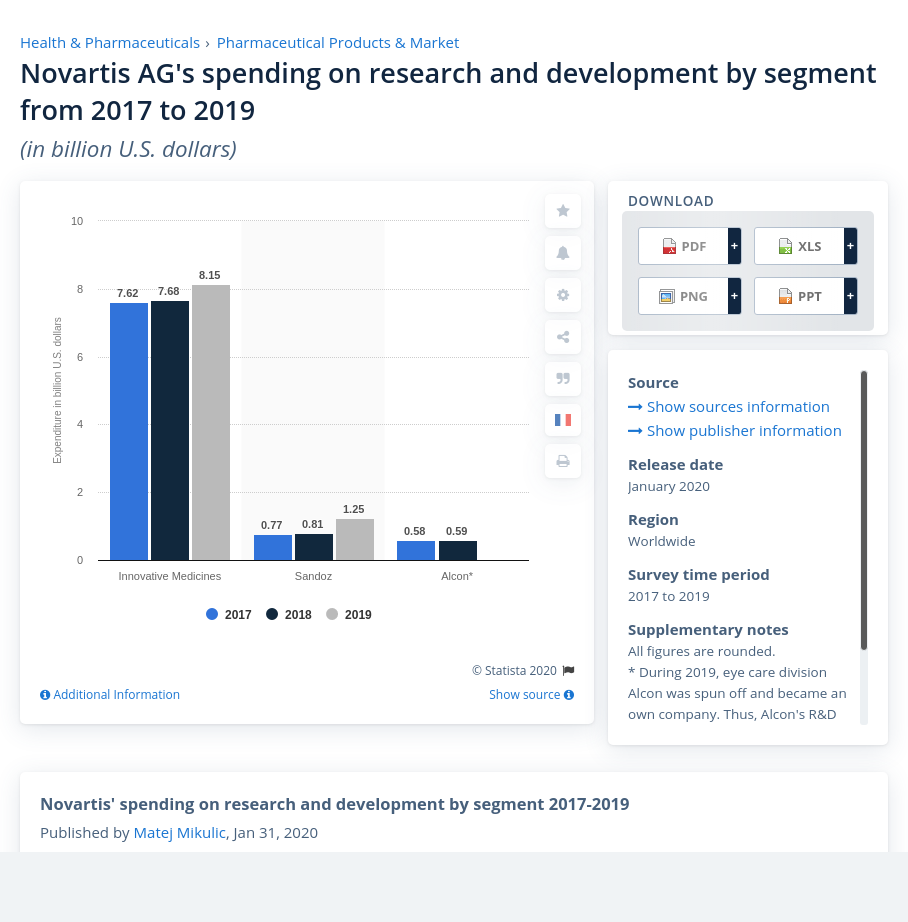 Health & Pharmaceuticals › Pharmaceutical Products & Market
Novartis AG's spending on research and development by segment
from 2017 to 2019
(in billion U.S. dollars)
Expenditure in billion U.S. dollars
10
8
6
4
2
0
7.62
7.68
8.15
0.77
0.81
1.25
0.58
0.59
Innovative Medicines
Sandoz
Alcon*
2017
2018
2019
© Statista 2020
Additional Information
Show source
DOWNLOAD
PDF +
XLS +
PNG +
PPT +
Source
Show sources information
Show publisher information
Release date
January 2020
Region
Worldwide
Survey time period
2017 to 2019
Supplementary notes
All figures are rounded.
* During 2019, eye care division
Alcon was spun off and became an
own company. Thus, Alcon's R&D
Novartis' spending on research and development by segment 2017-2019
Published by Matej Mikulic, Jan 31, 2020